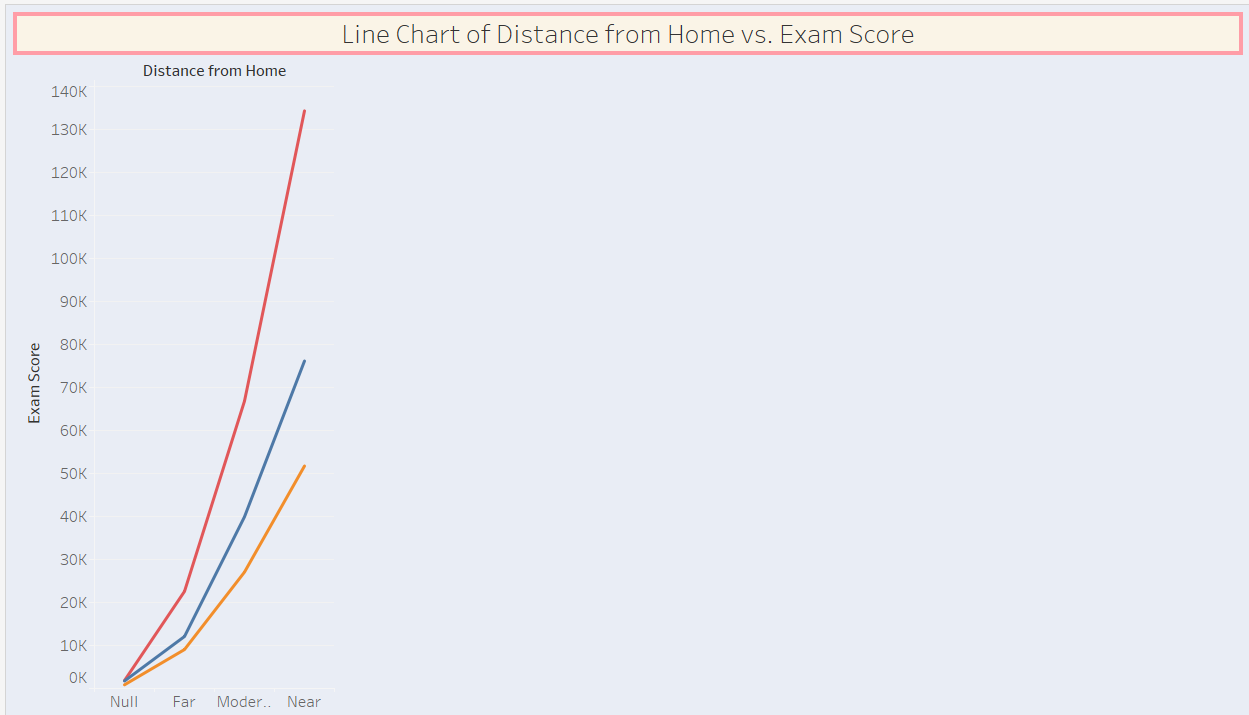 Line Chart of Distance from Home vs. Exam Score
Distance from Home
140K
130K
120K
110K
100K
90K
80K
70K
60K
50K
40K
30K
20K
10K
0K
Exam Score
Null Far Moder.. Near